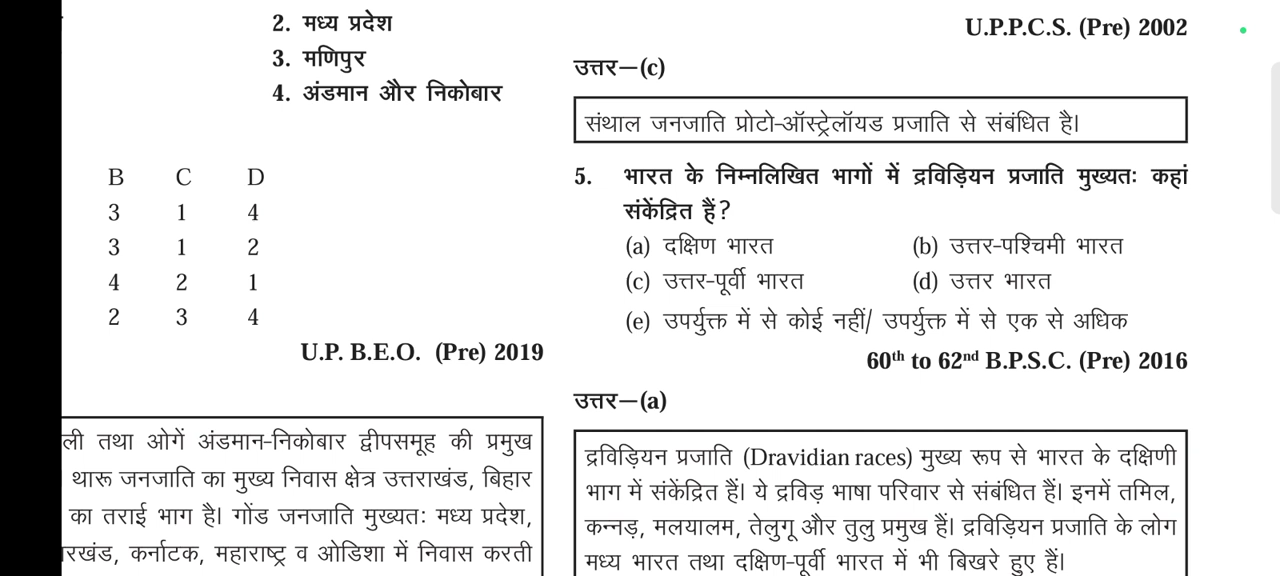 2. मध्य प्रदेश
3. मणिपुर
4. अंडमान और निकोबार
B C D
3 1 4
3 1 2
4 2 1
2 3 4
U.P. B.E.O. (Pre) 2019
ली तथा ओगें अंडमान-निकोबार द्वीपसमूह की प्रमुख
थारू जनजाति का मुख्य निवास क्षेत्र उत्तराखंड, बिहार
का तराई भाग है। गोंड जनजाति मुख्यतः मध्य प्रदेश,
रखंड, कर्नाटक, महाराष्ट्र व ओडिशा में निवास करती
U.P.P.C.S. (Pre) 2002
उत्तर—(c)
संथाल जनजाति प्रोटो-ऑस्ट्रेलॉयड प्रजाति से संबंधित है।
5. भारत के निम्नलिखित भागों में द्रविड़ियन प्रजाति मुख्यतः कहां
संकेंद्रित हैं?
(a) दक्षिण भारत (b) उत्तर-पश्चिमी भारत
(c) उत्तर-पूर्वी भारत (d) उत्तर भारत
(e) उपर्युक्त में से कोई नहीं/ उपर्युक्त में से एक से अधिक
60th to 62nd B.P.S.C. (Pre) 2016
उत्तर—(a)
द्रविड़ियन प्रजाति (Dravidian races) मुख्य रूप से भारत के दक्षिणी
भाग में संकेंद्रित हैं। ये द्रविड़ भाषा परिवार से संबंधित हैं। इनमें तमिल,
कन्नड़, मलयालम, तेलुगू और तुलु प्रमुख हैं। द्रविड़ियन प्रजाति के लोग
मध्य भारत तथा दक्षिण-पूर्वी भारत में भी बिखरे हुए हैं।